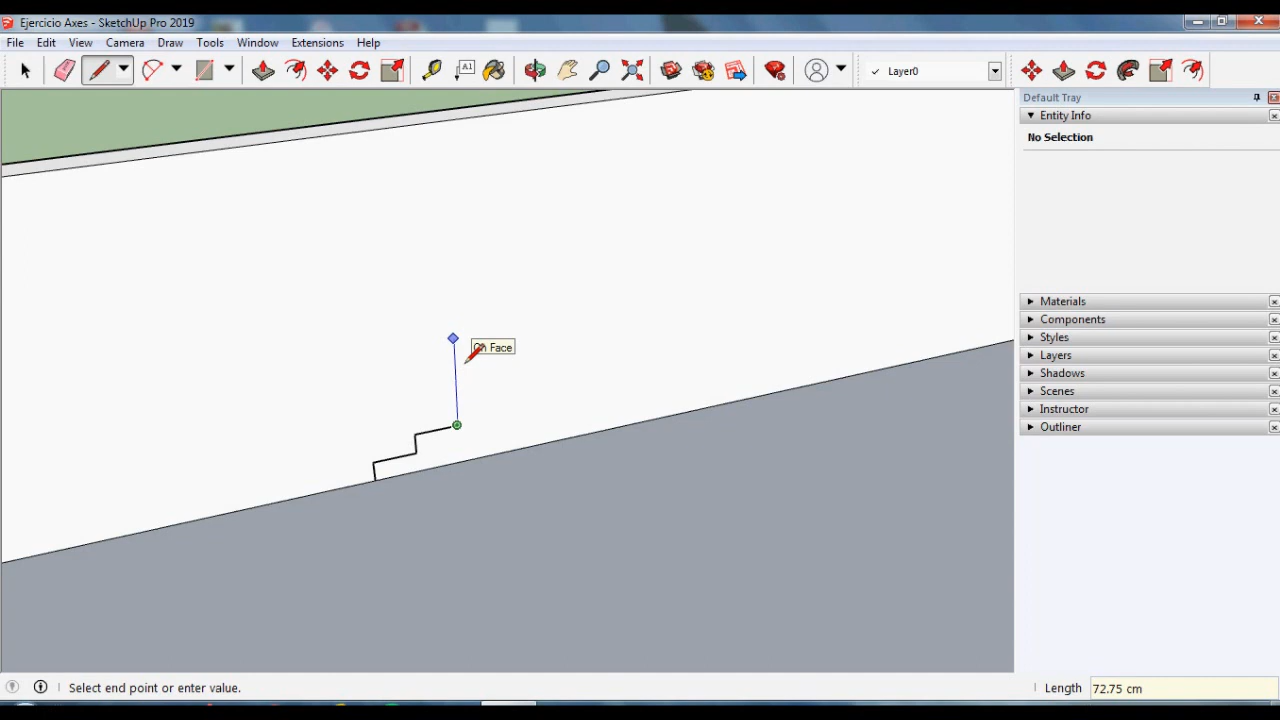 Ejercicio Axes - SketchUp Pro 2019
File Edit View Camera Draw Tools Window Extensions Help
A1
Layer0
Default Tray
Entity Info
No Selection
On Face
Materials
Components
Styles
Layers
Shadows
Scenes
Instructor
Outliner
Select end point or enter value.
Length 72.75 cm